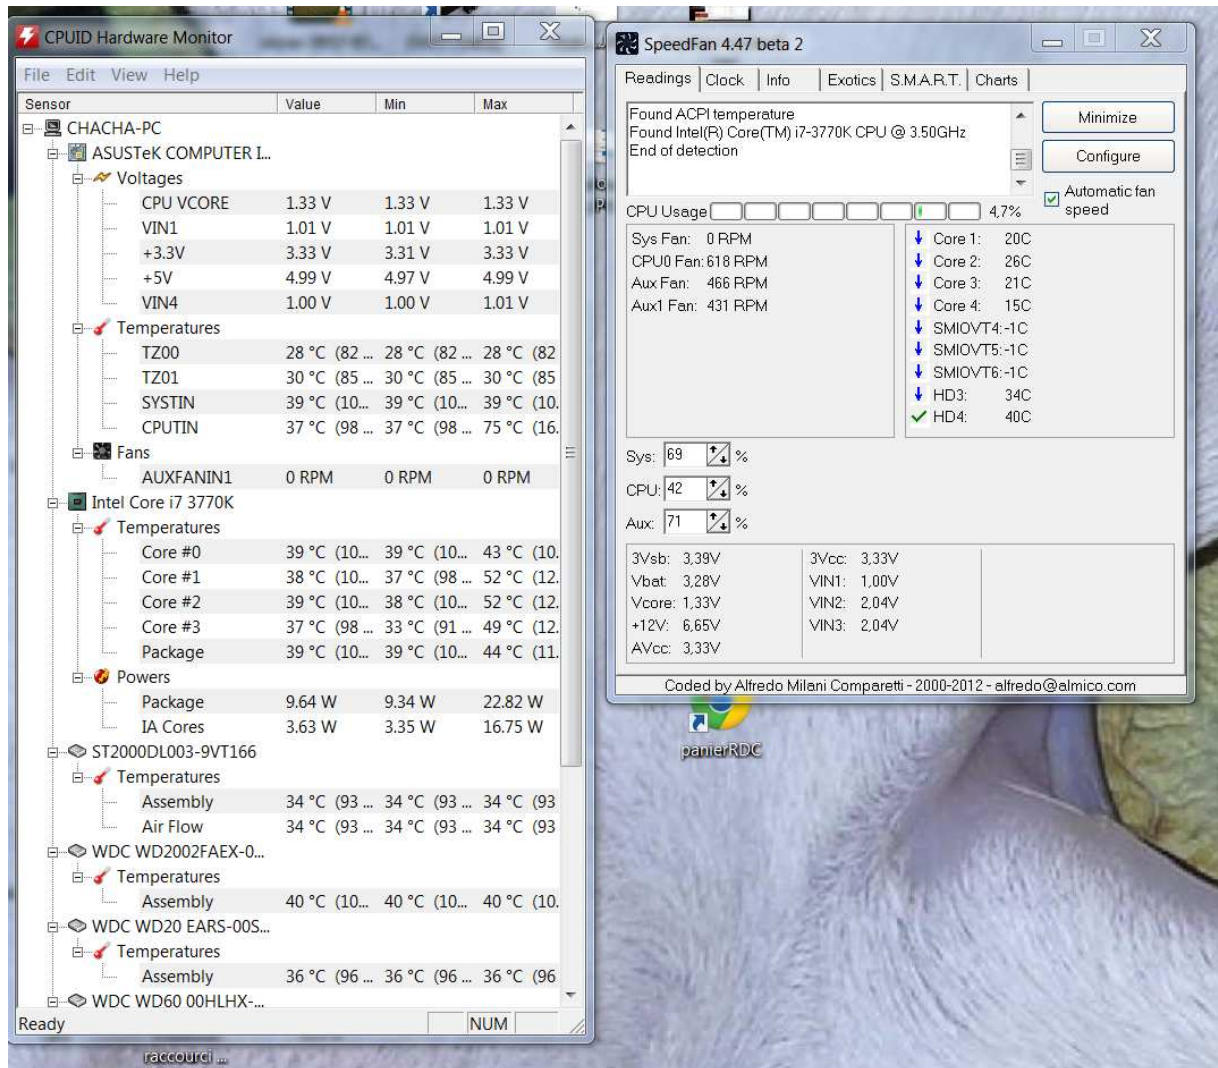 CPUID Hardware Monitor
File Edit View Help
Sensor Value Min Max
CHACHA-PC
ASUSTeK COMPUTER I...
Voltages
CPU VCORE 1.33 V 1.33 V 1.33 V
VIN1 1.01 V 1.01 V 1.01 V
+3.3V 3.33 V 3.31 V 3.33 V
+5V 4.99 V 4.97 V 4.99 V
VIN4 1.00 V 1.00 V 1.01 V
Temperatures
TZ00 28 °C (82 ... 28 °C (82 ... 28 °C (82
TZ01 30 °C (85 ... 30 °C (85 ... 30 °C (85
SYSTIN 39 °C (10... 39 °C (10... 39 °C (10.
CPUTIN 37 °C (98 ... 37 °C (98 ... 75 °C (16.
Fans
AUXFANIN1 0 RPM 0 RPM 0 RPM
Intel Core i7 3770K
Temperatures
Core #0 39 °C (10... 39 °C (10... 43 °C (10.
Core #1 38 °C (10... 37 °C (98 ... 52 °C (12.
Core #2 39 °C (10... 38 °C (10... 52 °C (12.
Core #3 37 °C (98 ... 33 °C (91 ... 49 °C (12.
Package 39 °C (10... 39 °C (10... 44 °C (11.
Powers
Package 9.64 W 9.34 W 22.82 W
IA Cores 3.63 W 3.35 W 16.75 W
ST2000DL003-9VT166
Temperatures
Assembly 34 °C (93 ... 34 °C (93 ... 34 °C (93
Air Flow 34 °C (93 ... 34 °C (93 ... 34 °C (93
WDC WD2002FAEX-0...
Temperatures
Assembly 40 °C (10... 40 °C (10... 40 °C (10.
WDC WD20 EARS-00S...
Temperatures
Assembly 36 °C (96 ... 36 °C (96 ... 36 °C (96
WDC WD60 00HLHX-...
Ready NUM
raccourci ...
SpeedFan 4.47 beta 2
Readings Clock Info Exotics S.M.A.R.T. Charts
Found ACPI temperature
Found Intel(R) Core(TM) i7-3770K CPU @ 3.50GHz
End of detection
Minimize
Configure
Automatic fan speed
CPU Usage 4,7%
Sys Fan: 0 RPM
CPU0 Fan: 618 RPM
Aux Fan: 466 RPM
Aux1 Fan: 431 RPM
Core 1: 20C
Core 2: 26C
Core 3: 21C
Core 4: 15C
SMIOVT4:-1C
SMIOVT5:-1C
SMIOVT6:-1C
HD3: 34C
HD4: 40C
Sys: 69 %
CPU: 42 %
Aux: 71 %
3Vsb: 3,39V 3Vcc: 3,33V
Vbat: 3,28V VIN1: 1,00V
Vcore: 1,33V VIN2: 2,04V
+12V: 6,65V VIN3: 2,04V
AVcc: 3,33V
Coded by Alfredo Milani Comparetti - 2000-2012 - alfredo@almico.com
panierRDC